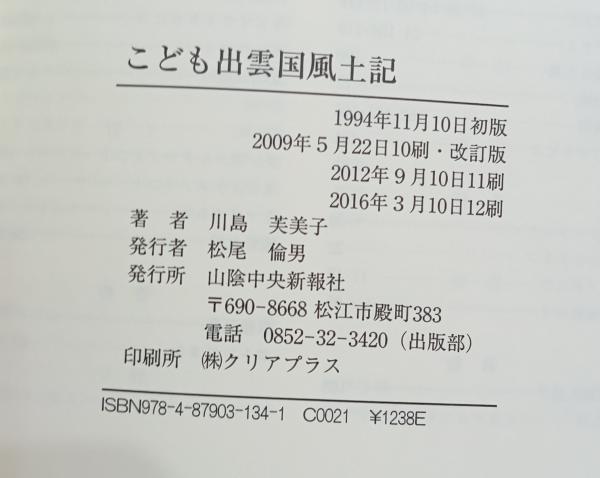 こども出雲国風土記
1994年11月10日初版
2009年5月22日10刷・改訂版
2012年9月10日11刷
2016年3月10日12刷
著　者　川島　芙美子
発行者　松尾　倫男
発行所　山陰中央新報社
〒690-8668 松江市殿町383
電話　0852-32-3420（出版部）
印刷所　㈱クリアプラス
ISBN978-4-87903-134-1　C0021　¥1238E